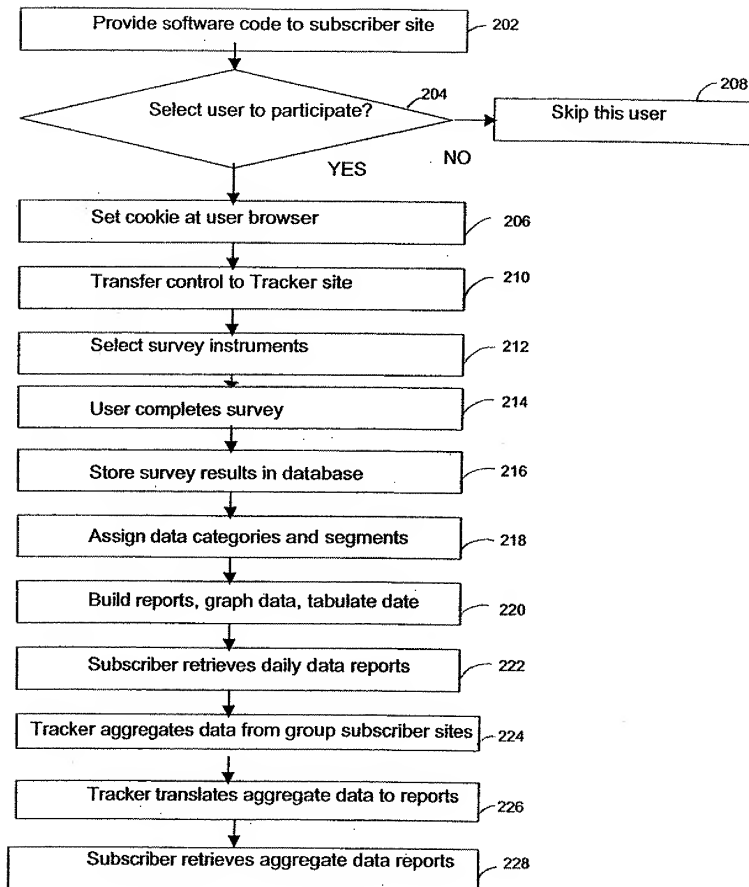 Provide software code to subscriber site
202
Select user to participate?
204
208
Skip this user
YES
NO
Set cookie at user browser
206
Transfer control to Tracker site
210
Select survey instruments
212
User completes survey
214
Store survey results in database
216
Assign data categories and segments
218
Build reports, graph data, tabulate date
220
Subscriber retrieves daily data reports
222
Tracker aggregates data from group subscriber sites
224
Tracker translates aggregate data to reports
226
Subscriber retrieves aggregate data reports
228